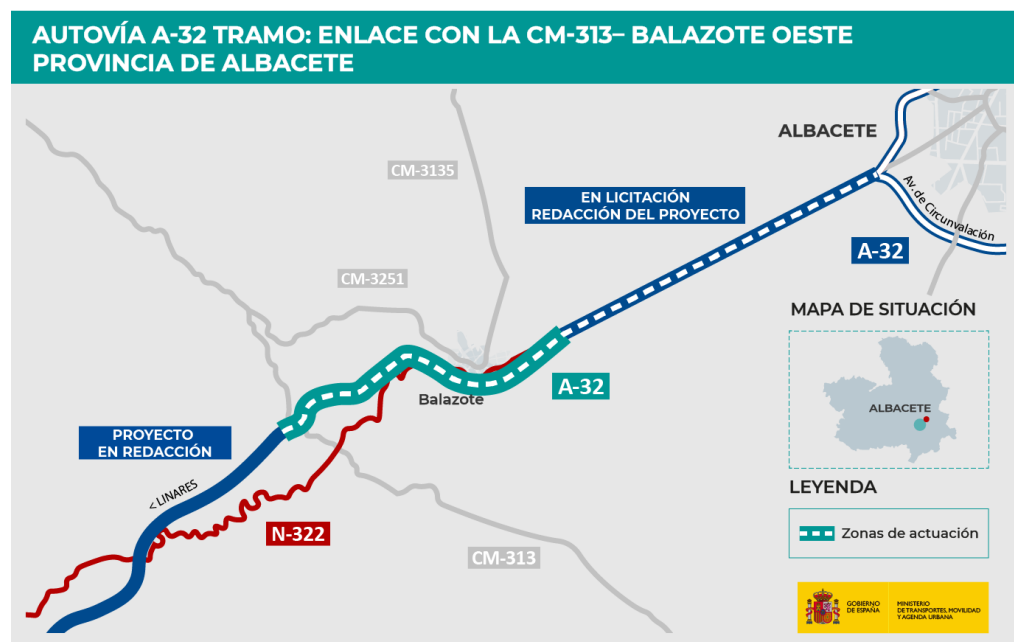 AUTOVÍA A-32 TRAMO: ENLACE CON LA CM-313– BALAZOTE OESTE
PROVINCIA DE ALBACETE
ALBACETE
CM-3135
EN LICITACIÓN
REDACCIÓN DEL PROYECTO
Av. de Circunvalación
A-32
CM-3251
MAPA DE SITUACIÓN
ALBACETE
A-32
Balazote
PROYECTO
EN REDACCIÓN
< LINARES
N-322
CM-313
LEYENDA
Zonas de actuación
GOBIERNO
DE ESPAÑA
MINISTERIO
DE TRANSPORTES, MOVILIDAD
Y AGENDA URBANA